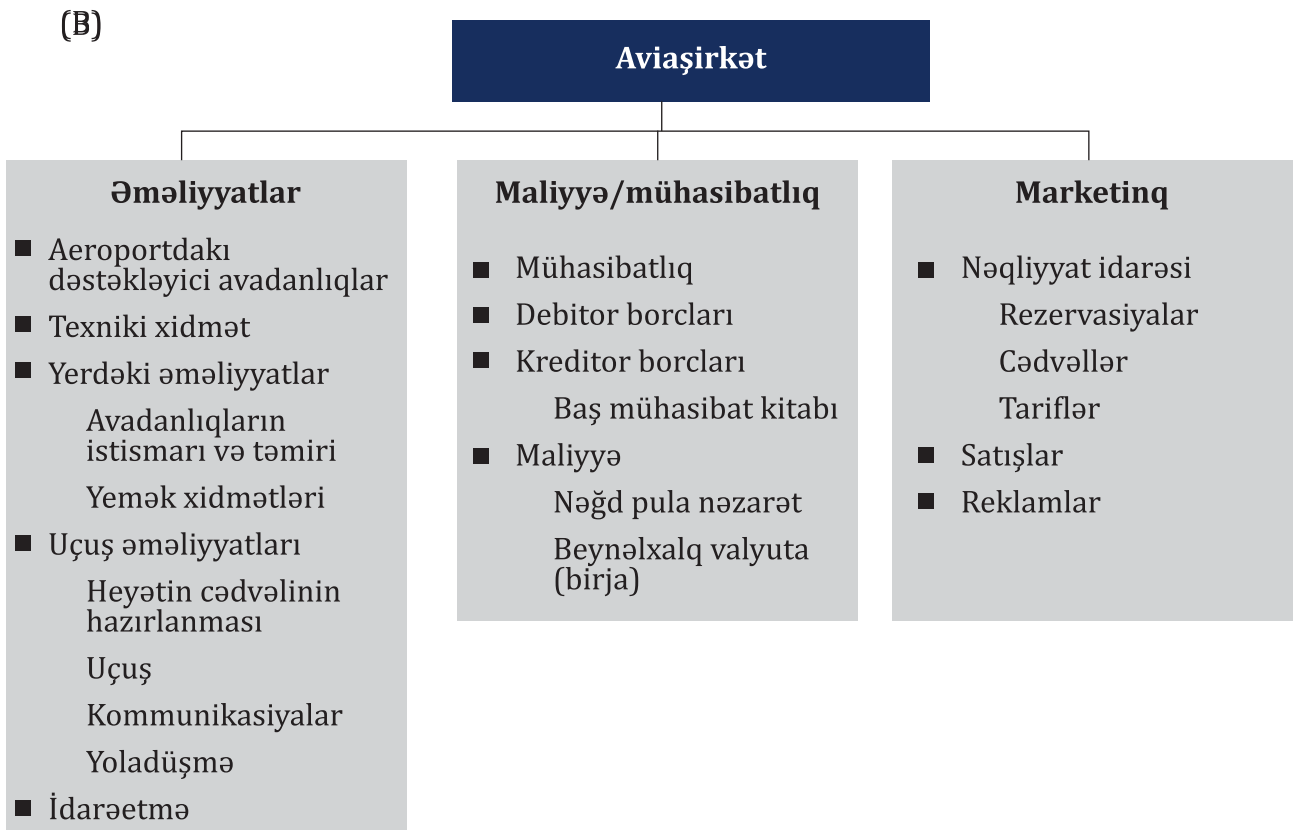 (B)
Aviaşirkət
Əməliyyatlar
■ Aeroportdakı
dəstəkləyici avadanlıqlar
■ Texniki xidmət
■ Yerdəki əməliyyatlar
Avadanlıqların
istismarı və təmiri
Yemək xidmətləri
■ Uçuş əməliyyatları
Heyətin cədvəlinin
hazırlanması
Uçuş
Kommunikasiyalar
Yoladüşmə
■ İdarəetmə
Maliyyə/mühasibatlıq
■ Mühasibatlıq
■ Debitor borcları
■ Kreditor borcları
Baş mühasibat kitabı
■ Maliyyə
Nəğd pula nəzarət
Beynəlxalq valyuta
(birja)
Marketinq
■ Nəqliyyat idarəsi
Rezervasiyalar
Cədvəllər
Tariflər
■ Satışlar
■ Reklamlar